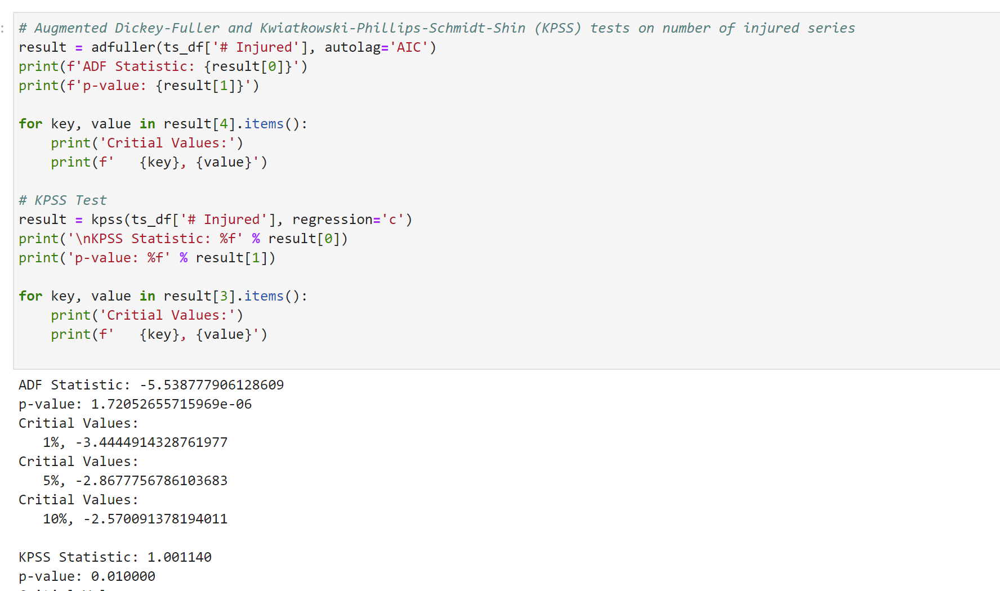 :
# Augmented Dickey-Fuller and Kwiatkowski-Phillips-Schmidt-Shin (KPSS) tests on number of injured series
result = adfuller(ts_df['# Injured'], autolag='AIC')
print(f'ADF Statistic: {result[0]}')
print(f'p-value: {result[1]}')

for key, value in result[4].items():
    print('Critial Values:')
    print(f'   {key}, {value}')

# KPSS Test
result = kpss(ts_df['# Injured'], regression='c')
print('\nKPSS Statistic: %f' % result[0])
print('p-value: %f' % result[1])

for key, value in result[3].items():
    print('Critial Values:')
    print(f'   {key}, {value}')

ADF Statistic: -5.538777906128609
p-value: 1.72052655715969e-06
Critial Values:
   1%, -3.4444914328761977
Critial Values:
   5%, -2.8677756786103683
Critial Values:
   10%, -2.570091378194011

KPSS Statistic: 1.001140
p-value: 0.010000